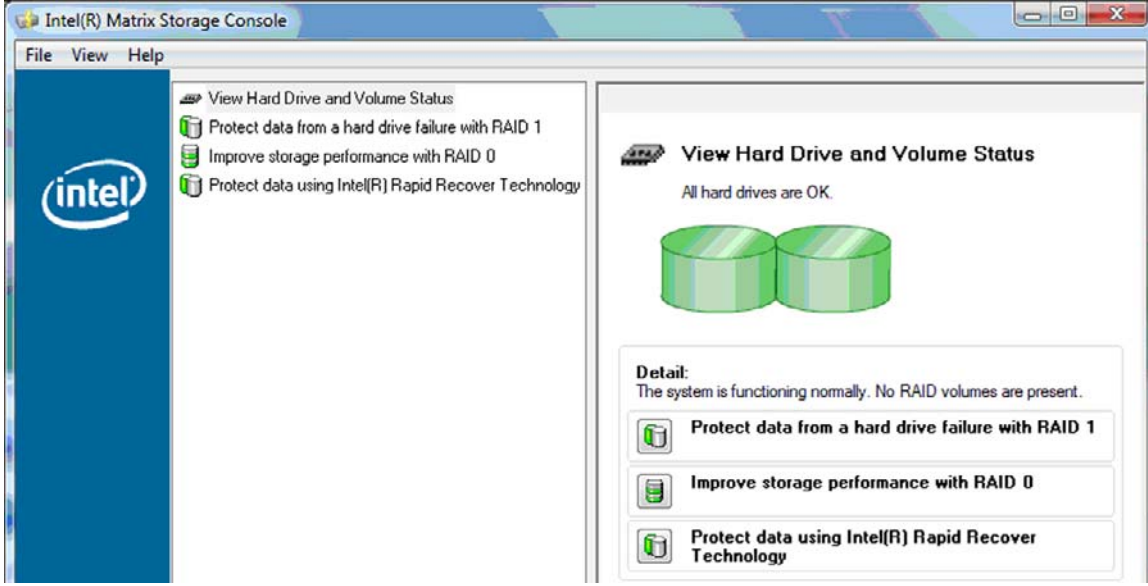 Intel(R) Matrix Storage Console
File View Help
intel
View Hard Drive and Volume Status
Protect data from a hard drive failure with RAID 1
Improve storage performance with RAID 0
Protect data using Intel(R) Rapid Recover Technology
View Hard Drive and Volume Status
All hard drives are OK.
Detail:
The system is functioning normally. No RAID volumes are present.
Protect data from a hard drive failure with RAID 1
Improve storage performance with RAID 0
Protect data using Intel(R) Rapid Recover
Technology